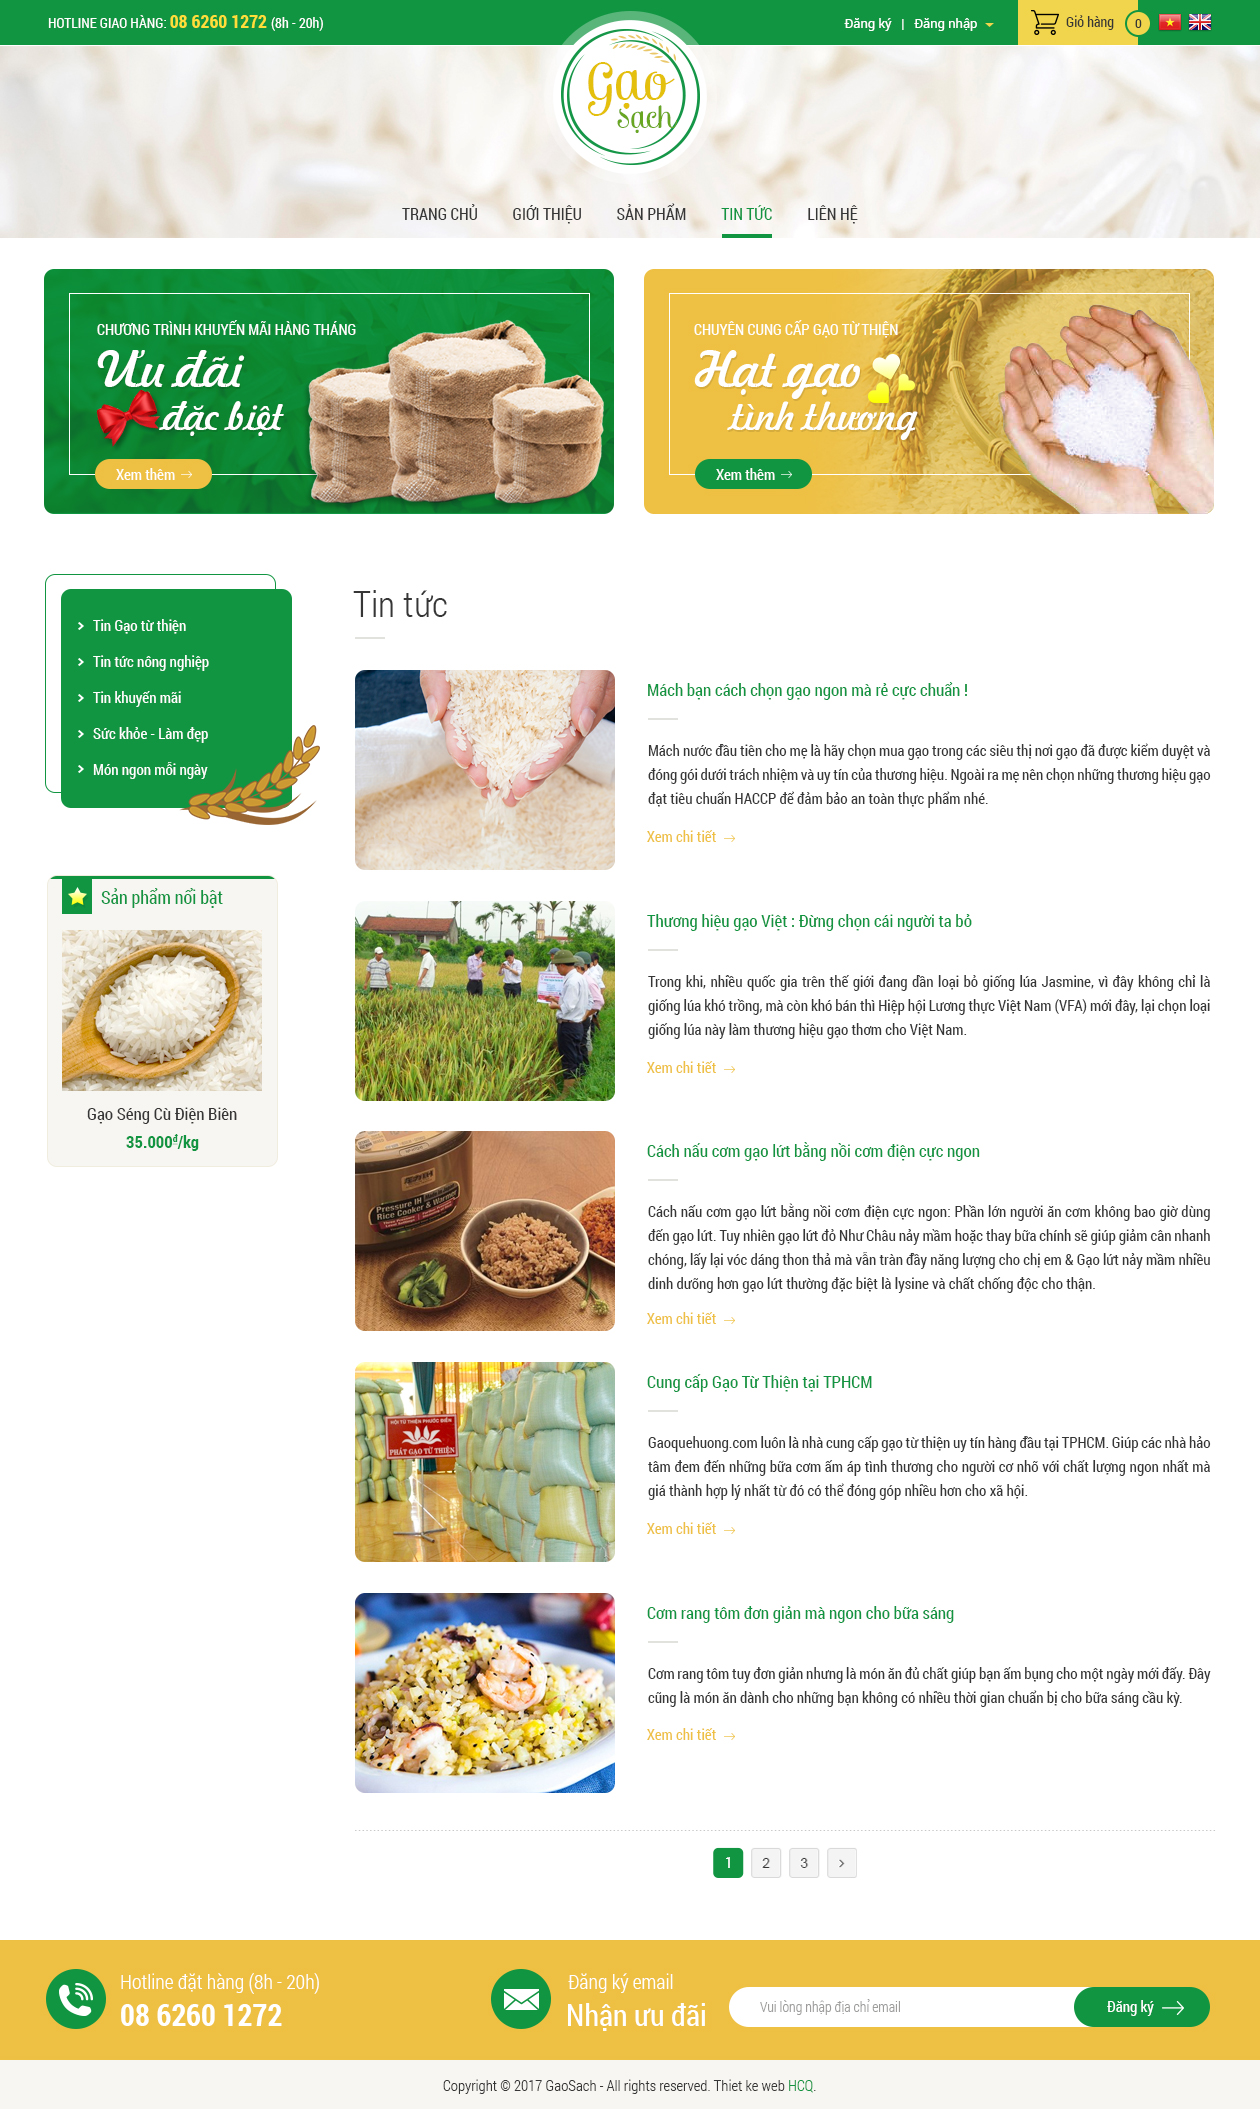 HOTLINE GIAO HÀNG: 08 6260 1272 (8h - 20h)
Đăng ký | Đăng nhập
Giỏ hàng
0
Gạo
Sạch
TRANG CHỦ
GIỚI THIỆU
SẢN PHẨM
TIN TỨC
LIÊN HỆ
CHƯƠNG TRÌNH KHUYẾN MÃI HÀNG THÁNG
Ưu đãi
đặc biệt
Xem thêm
CHUYÊN CUNG CẤP GẠO TỪ THIỆN
Hạt gạo
tình thương
Xem thêm
Tin Gạo từ thiện
Tin tức nông nghiệp
Tin khuyến mãi
Sức khỏe - Làm đẹp
Món ngon mỗi ngày
Sản phẩm nổi bật
Gạo Séng Cù Điện Biên
35.000đ/kg
Tin tức
Mách bạn cách chọn gạo ngon mà rẻ cực chuẩn !
Mách nước đầu tiên cho mẹ là hãy chọn mua gạo trong các siêu thị nơi gạo đã được kiểm duyệt và
đóng gói dưới trách nhiệm và uy tín của thương hiệu. Ngoài ra mẹ nên chọn những thương hiệu gạo
đạt tiêu chuẩn HACCP để đảm bảo an toàn thực phẩm nhé.
Xem chi tiết
Thương hiệu gạo Việt : Đừng chọn cái người ta bỏ
Trong khi, nhiều quốc gia trên thế giới đang dần loại bỏ giống lúa Jasmine, vì đây không chỉ là
giống lúa khó trồng, mà còn khó bán thì Hiệp hội Lương thực Việt Nam (VFA) mới đây, lại chọn loại
giống lúa này làm thương hiệu gạo thơm cho Việt Nam.
Xem chi tiết
Pressure IH
Rice Cooker & Warmer
Cách nấu cơm gạo lứt bằng nồi cơm điện cực ngon
Cách nấu cơm gạo lứt bằng nồi cơm điện cực ngon: Phần lớn người ăn cơm không bao giờ dùng
đến gạo lứt. Tuy nhiên gạo lứt đỏ Như Châu nảy mầm hoặc thay bữa chính sẽ giúp giảm cân nhanh
chóng, lấy lại vóc dáng thon thả mà vẫn tràn đầy năng lượng cho chị em & Gạo lứt nảy mầm nhiều
dinh dưỡng hơn gạo lứt thường đặc biệt là lysine và chất chống độc cho thận.
Xem chi tiết
HỘI TỪ THIỆN PHƯỚC ĐIỀN
PHÁT GẠO TỪ THIỆN
Cung cấp Gạo Từ Thiện tại TPHCM
Gaoquehuong.com luôn là nhà cung cấp gạo từ thiện uy tín hàng đầu tại TPHCM. Giúp các nhà hảo
tâm đem đến những bữa cơm ấm áp tình thương cho người cơ nhỡ với chất lượng ngon nhất mà
giá thành hợp lý nhất từ đó có thể đóng góp nhiều hơn cho xã hội.
Xem chi tiết
Cơm rang tôm đơn giản mà ngon cho bữa sáng
Cơm rang tôm tuy đơn giản nhưng là món ăn đủ chất giúp bạn ấm bụng cho một ngày mới đấy. Đây
cũng là món ăn dành cho những bạn không có nhiều thời gian chuẩn bị cho bữa sáng cầu kỳ.
Xem chi tiết
1 2 3 >
Hotline đặt hàng (8h - 20h)
08 6260 1272
Đăng ký email
Nhận ưu đãi
Vui lòng nhập địa chỉ email
Đăng ký
Copyright © 2017 GaoSach - All rights reserved. Thiet ke web HCQ.